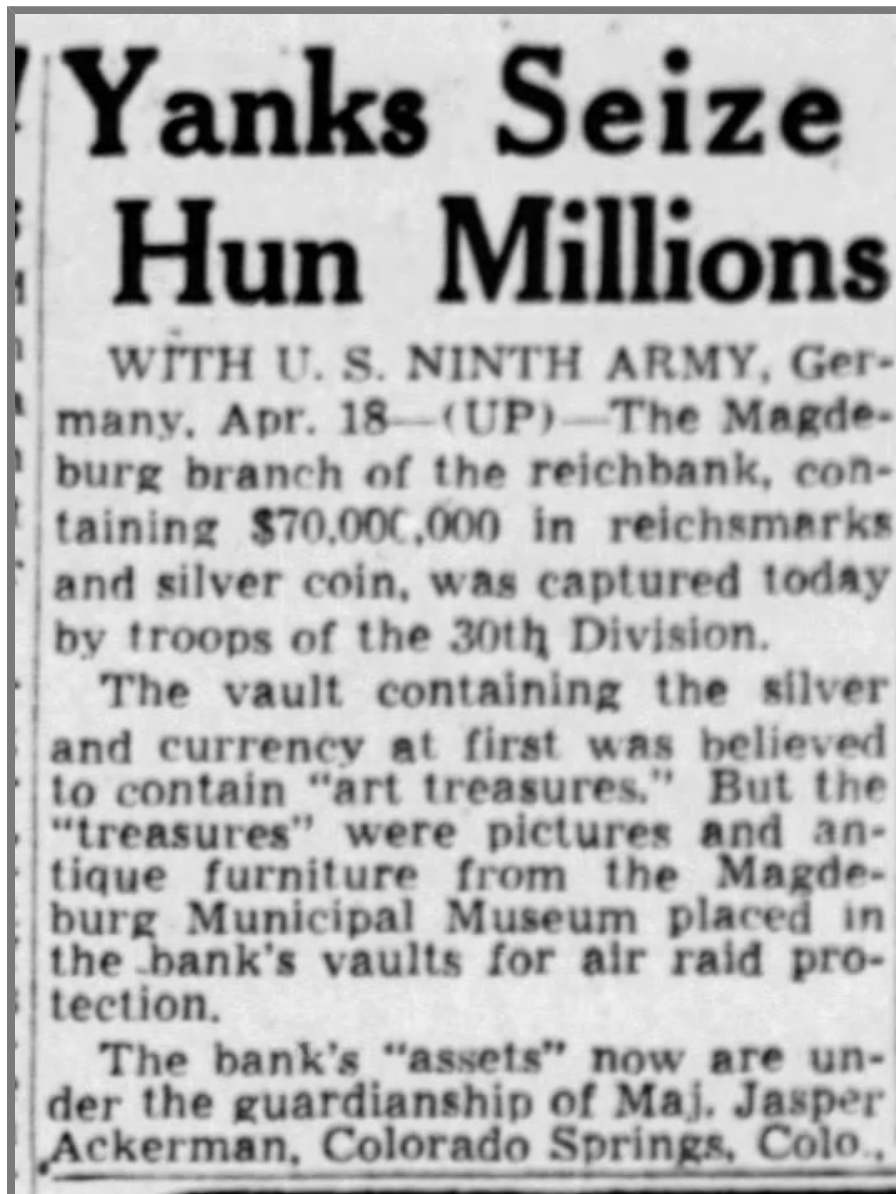 Yanks Seize
Hun Millions
WITH U. S. NINTH ARMY, Ger-
many, Apr. 18—(UP)—The Magde-
burg branch of the reichbank, con-
taining $70,000,000 in reichsmarks
and silver coin, was captured today
by troops of the 30th Division.
The vault containing the silver
and currency at first was believed
to contain "art treasures." But the
"treasures" were pictures and an-
tique furniture from the Magde-
burg Municipal Museum placed in
the bank's vaults for air raid pro-
tection.
The bank's "assets" now are un-
der the guardianship of Maj. Jasper
Ackerman, Colorado Springs, Colo.,